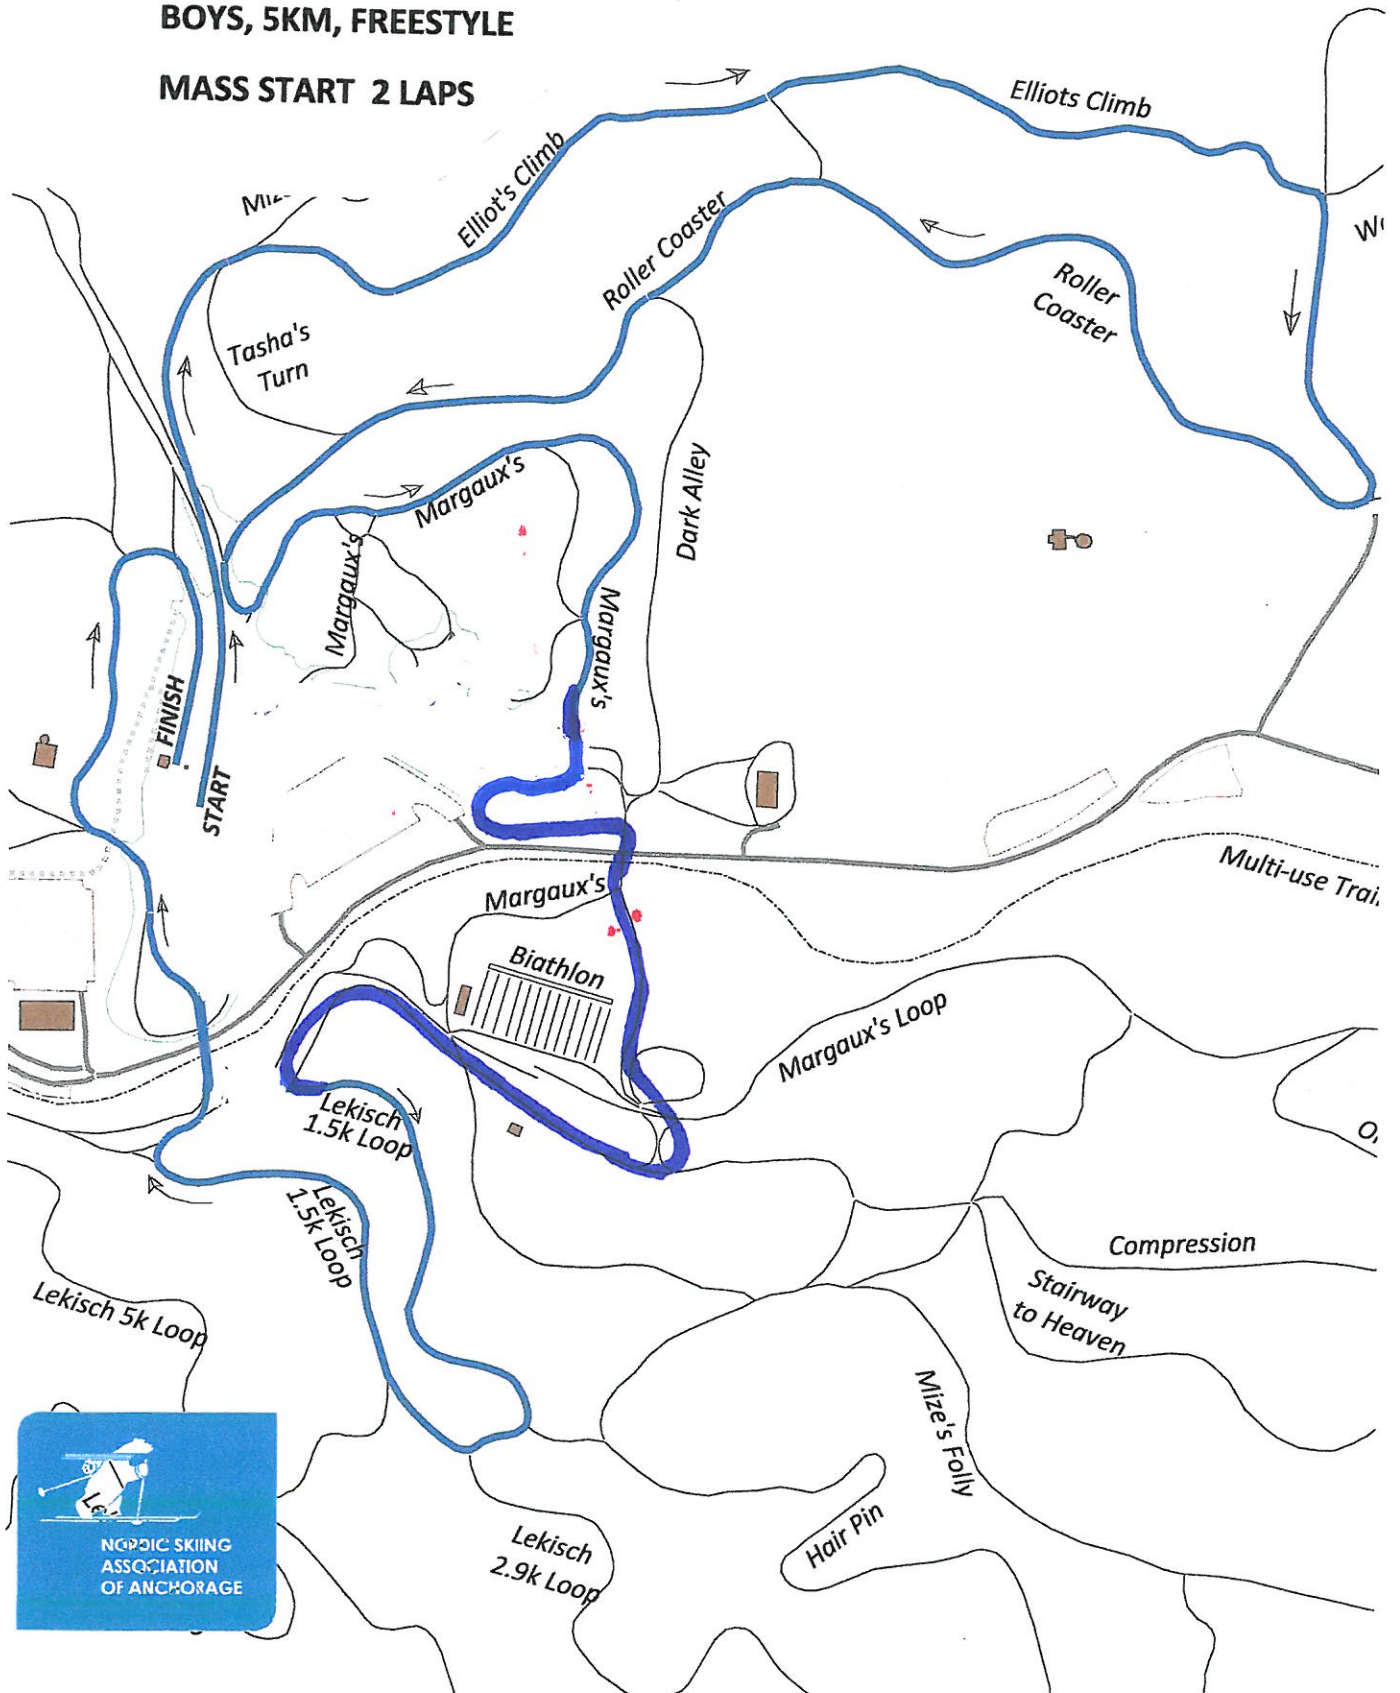 BOYS, 5KM, FREESTYLE
MASS START 2 LAPS
Elliots Climb
Elliot's Climb
Roller Coaster
Roller
Coaster
Tasha's
Turn
Margaux's
Dark Alley
Margaux's
Margaux's
FINISH
START
Multi-use
Margaux's
Biathlon
Margaux's Loop
Lekisch
1.5k Loop
Lekisch
1.5k Loop
Compression
Stairway
to Heaven
Lekisch 5k Loop
Mize's Folly
Hair Pin
Lekisch
2.9k Loop
NORDIC SKIING
ASSOCIATION
OF ANCHORAGE